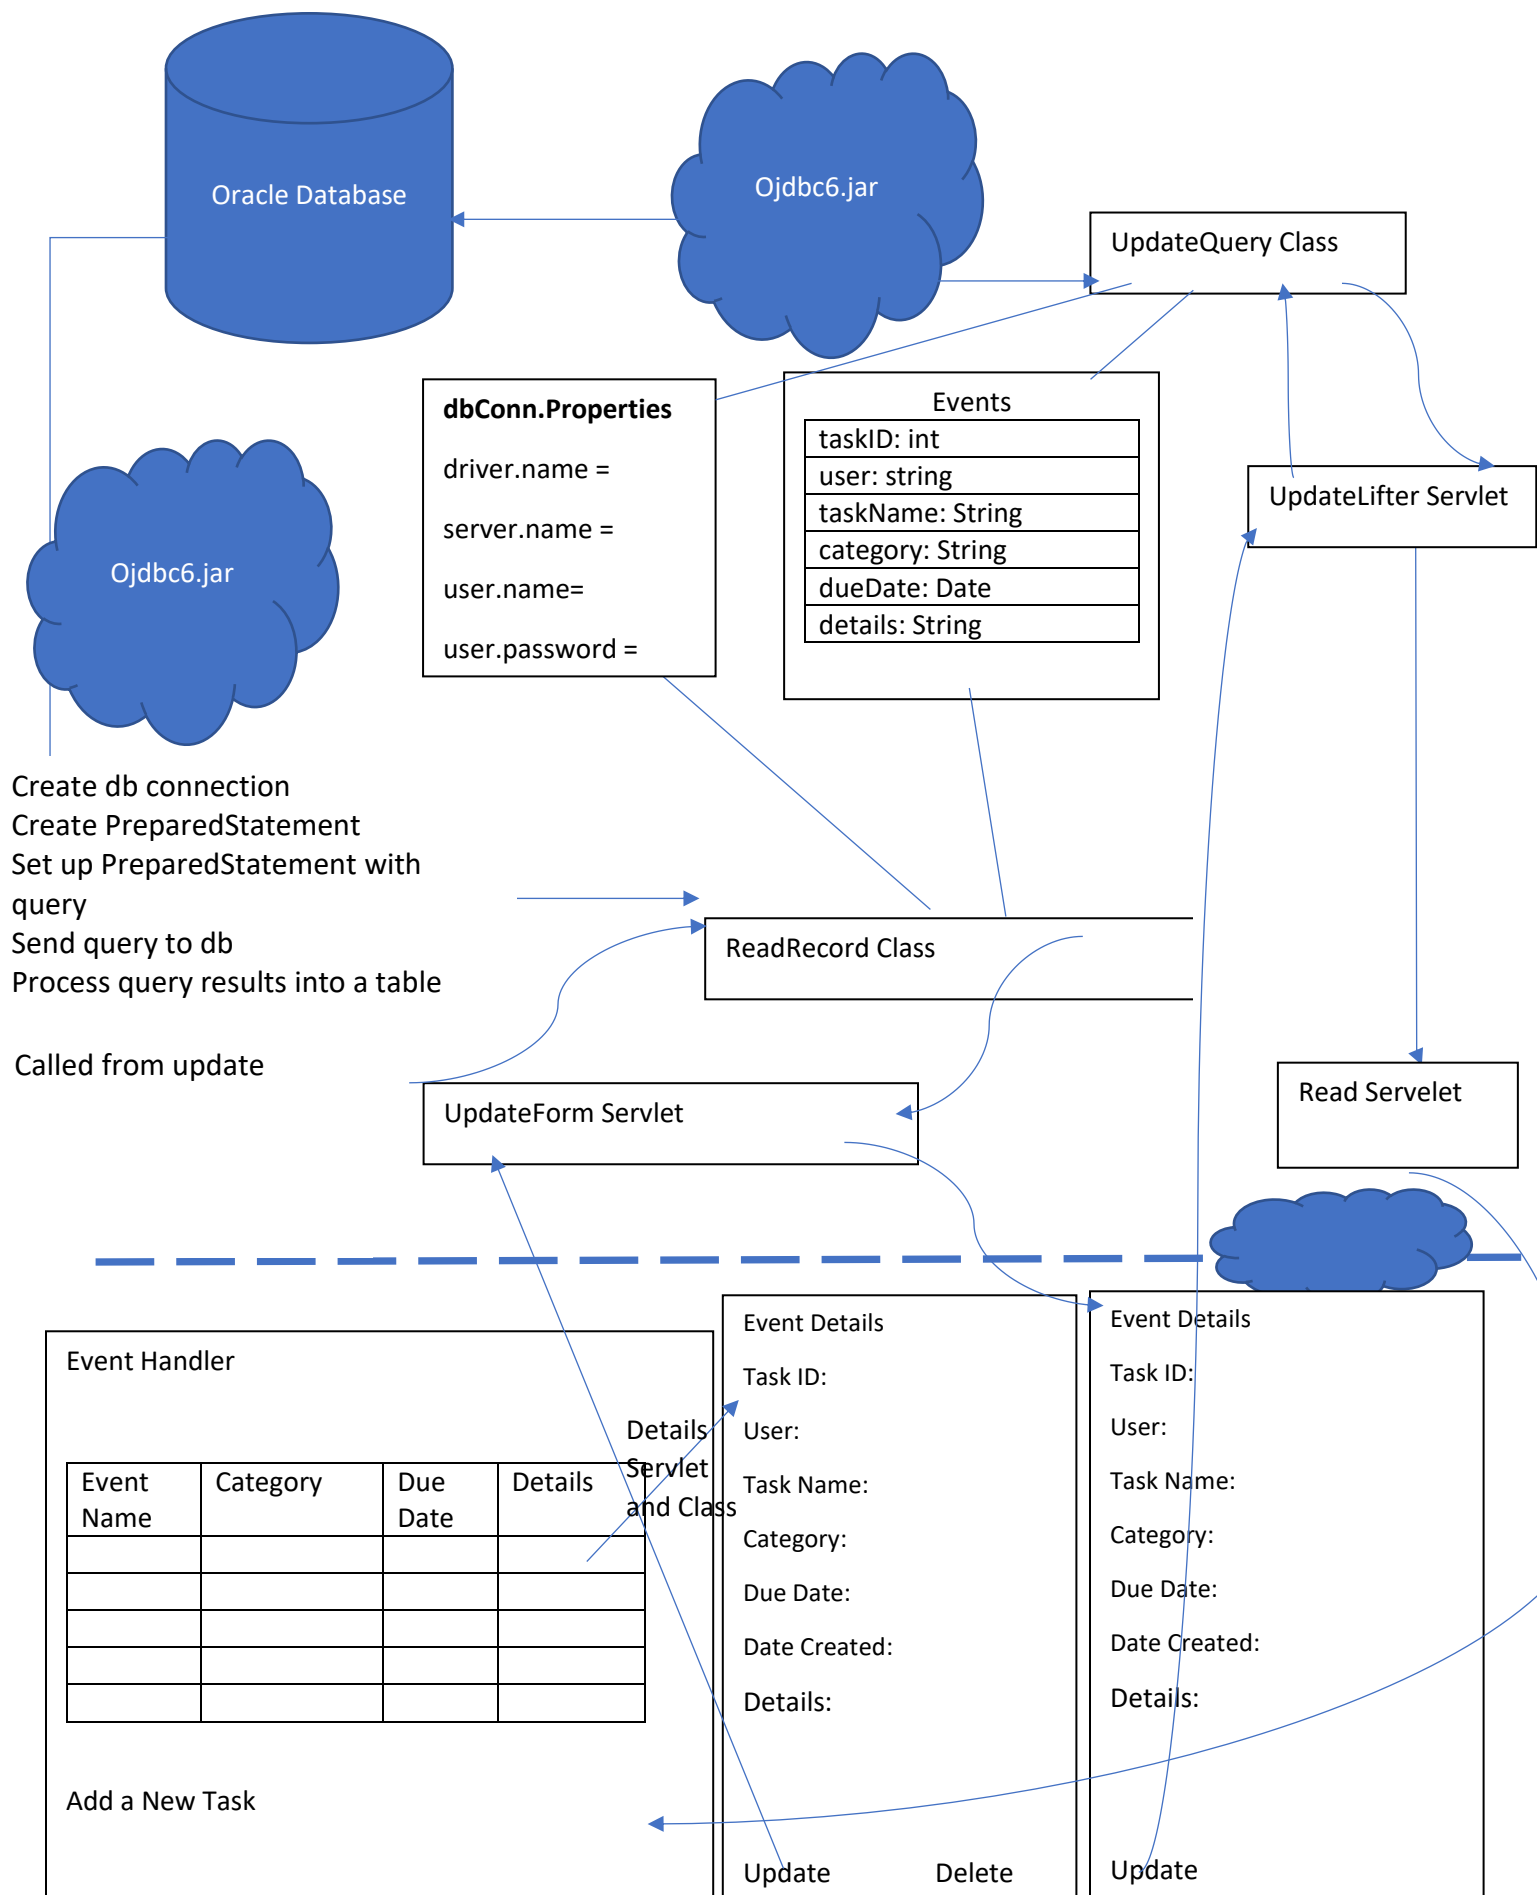 Oracle Database
Ojdbc6.jar
UpdateQuery Class
dbConn.Properties
driver.name =
server.name =
user.name=
user.password =
Events
taskID: int
user: string
taskName: String
category: String
dueDate: Date
details: String
UpdateLifter Servlet
Ojdbc6.jar
Create db connection
Create PreparedStatement
Set up PreparedStatement with
query
Send query to db
Process query results into a table
ReadRecord Class
Called from update
UpdateForm Servlet
Read Servelet
Event Handler
Event
Name
Category
Due
Date
Details
Add a New Task
Details
Servlet
and Class
Event Details
Task ID:
User:
Task Name:
Category:
Due Date:
Date Created:
Details:
Update Delete
Event Details
Task ID:
User:
Task Name:
Category:
Due Date:
Date Created:
Details:
Update